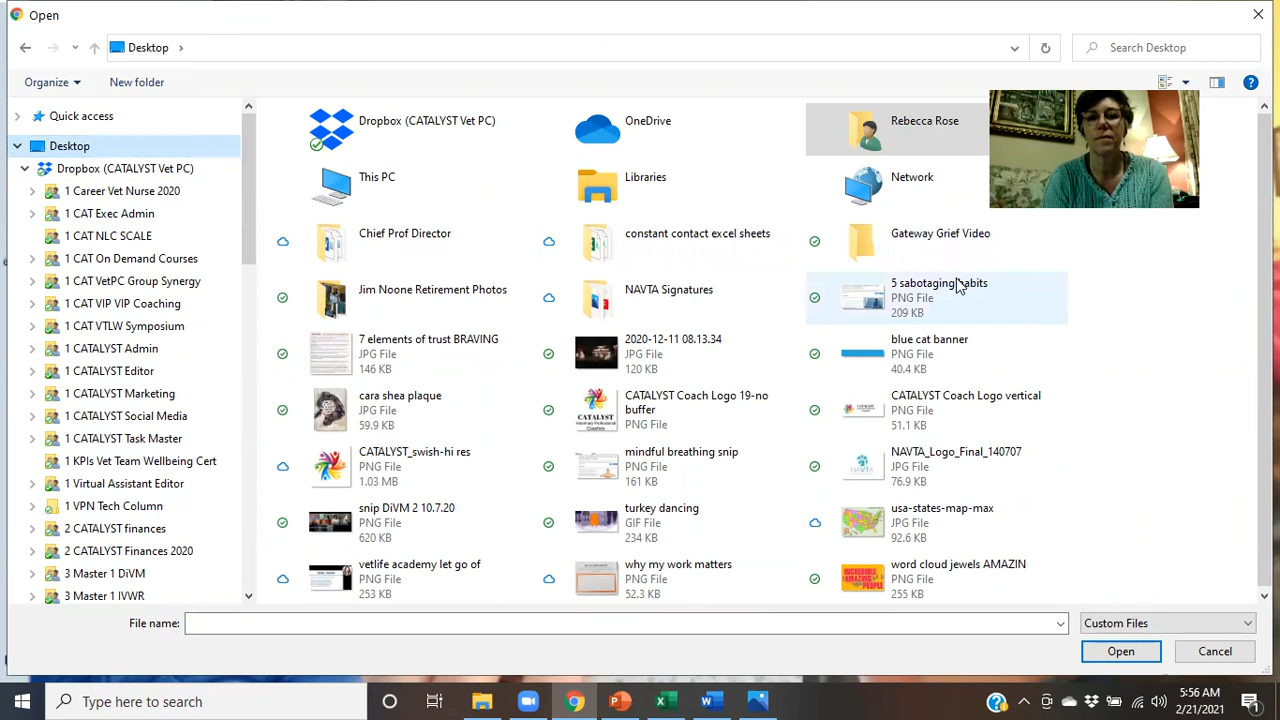 Open
Desktop
Search Desktop
Organize
New folder
Quick access
Desktop
Dropbox (CATALYST Vet PC)
1 Career Vet Nurse 2020
1 CAT Exec Admin
1 CAT NLC SCALE
1 CAT On Demand Courses
1 CAT VetPC Group Synergy
1 CAT VIP VIP Coaching
1 CAT VTLW Symposium
1 CATALYST Admin
1 CATALYST Editor
1 CATALYST Marketing
1 CATALYST Social Media
1 CATALYST Task Master
1 KPIs Vet Team Wellbeing Cert
1 Virtual Assistant Editor
1 VPN Tech Column
2 CATALYST finances
2 CATALYST Finances 2020
3 Master 1 DiVM
3 Master 1 IVWR
Dropbox (CATALYST Vet PC)
OneDrive
Rebecca Rose
This PC
Libraries
Network
Chief Prof Director
constant contact excel sheets
Gateway Grief Video
Jim Noone Retirement Photos
NAVTA Signatures
5 sabotaging habits
PNG File
209 KB
7 elements of trust BRAVING
JPG File
146 KB
2020-12-11 08.13.34
JPG File
120 KB
blue cat banner
PNG File
40.4 KB
cara shea plaque
JPG File
59.9 KB
CATALYST Coach Logo 19-no
buffer
PNG File
CATALYST Coach Logo vertical
PNG File
51.1 KB
CATALYST_swish-hi res
PNG File
1.03 MB
mindful breathing snip
PNG File
161 KB
NAVTA_Logo_Final_140707
JPG File
76.9 KB
snip DiVM 2 10.7.20
PNG File
620 KB
turkey dancing
GIF File
234 KB
usa-states-map-max
JPG File
92.6 KB
vetlife academy let go of
PNG File
253 KB
why my work matters
PNG File
52.3 KB
word cloud jewels AMAZIN
PNG File
255 KB
File name:
Custom Files
Open
Cancel
Type here to search
5:56 AM
2/21/2021